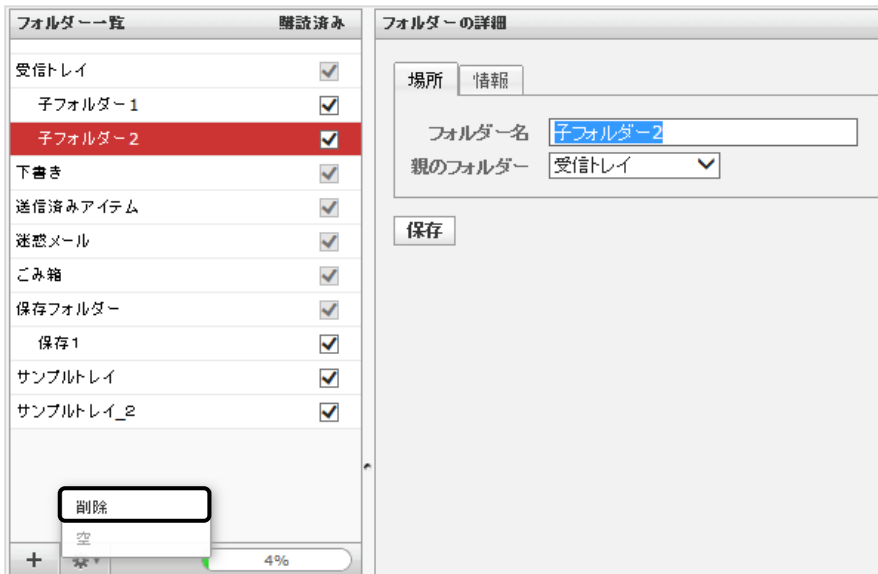 フォルダー一覧 購読済み
受信トレイ
子フォルダー1
子フォルダー2
下書き
送信済みアイテム
迷惑メール
ごみ箱
保存フォルダー
保存1
サンプルトレイ
サンプルトレイ_2
削除
空
+
4%
フォルダーの詳細
場所 情報
フォルダー名 子フォルダー2
親のフォルダー 受信トレイ
保存